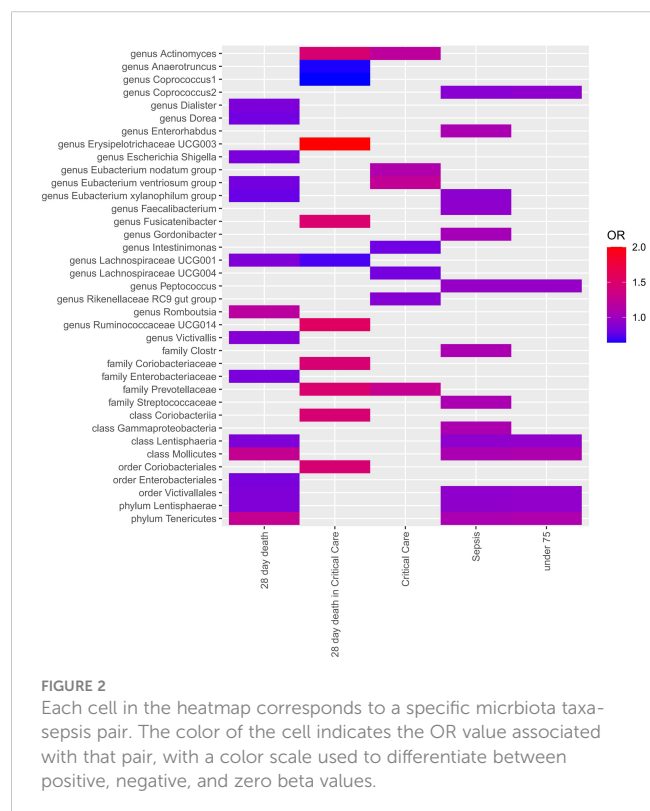 genus Actinomyces
genus Anaerotruncus
genus Coprococcus1
genus Coprococcus2
genus Dialister
genus Dorea
genus Enterorhabdus
genus Erysipelotrichaceae UCG003
genus Escherichia Shigella
genus Eubacterium nodatum group
genus Eubacterium ventriosum group
genus Eubacterium xylanophilum group
genus Faecalibacterium
genus Fusicatenibacter
genus Gordonibacter
genus Intestinimonas
genus Lachnospiraceae UCG001
genus Lachnospiraceae UCG004
genus Peptococcus
genus Rikenellaceae RC9 gut group
genus Romboutsia
genus Ruminococcaceae UCG014
genus Victivallis
family Clostr
family Coriobacteriaceae
family Enterobacteriaceae
family Prevotellaceae
family Streptococcaceae
class Coriobacteriia
class Gammaproteobacteria
class Lentisphaeria
class Mollicutes
order Coriobacteriales
order Enterobacteriales
order Victivallales
phylum Lentisphaerae
phylum Tenericutes
28 day death
28 day death in Critical Care
Critical Care
Sepsis
under 75
OR
2.0
1.5
1.0
FIGURE 2
Each cell in the heatmap corresponds to a specific micrbiota taxa-
sepsis pair. The color of the cell indicates the OR value associated
with that pair, with a color scale used to differentiate between
positive, negative, and zero beta values.